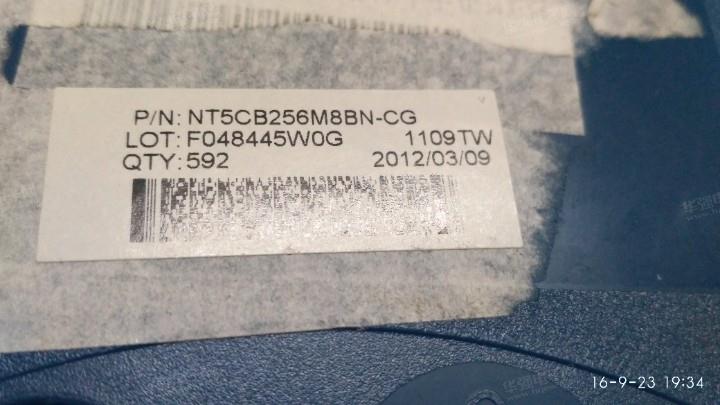 P/N: NT5CB256M8BN-CG
LOT: F048445W0G 1109TW
QTY: 592 2012/03/09
16-9-23 19:34